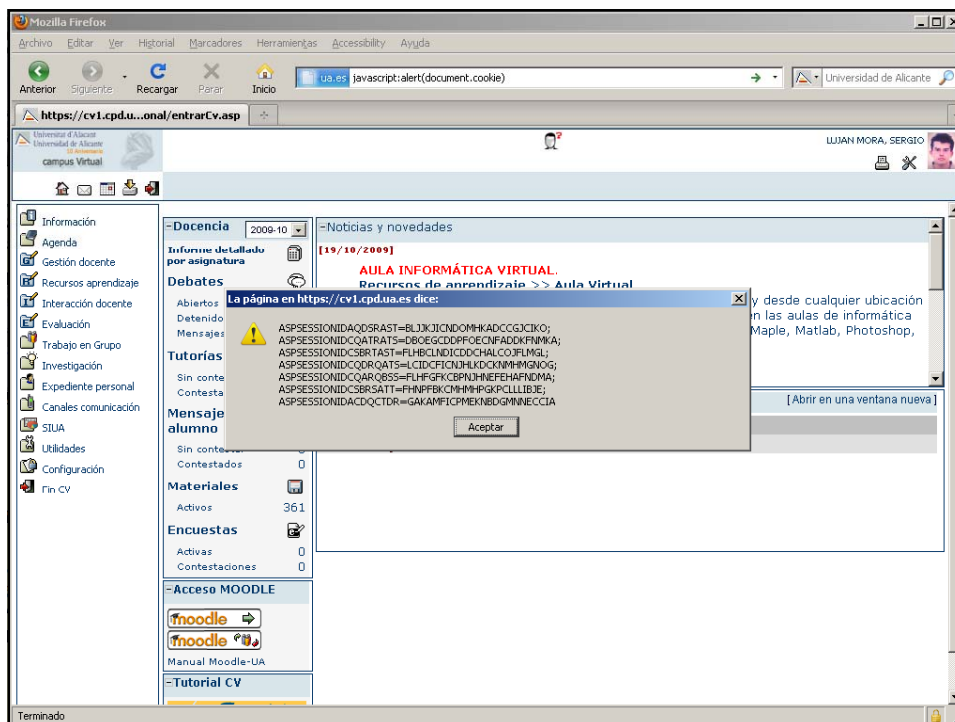 Mozilla Firefox
Archivo Editar Ver Historial Marcadores Herramientas Accessibility Ayuda
Anterior Siguiente Recargar Parar Inicio
ua.es javascript:alert(document.cookie)
Universidad de Alicante
https://cv1.cpd.u...onal/entrarCv.asp
Universitat d'Alacant
Universidad de Alicante
campus Virtual
LUJAN MORA, SERGIO
Información
Agenda
Gestión docente
Recursos aprendizaje
Interacción docente
Evaluación
Trabajo en Grupo
Investigación
Expediente personal
Canales comunicación
SIUA
Utilidades
Configuración
Fin CV
-Docencia 2009-10
Informe detallado
por asignatura
Debates
Abiertos
Detenido
Mensajes
Tutorías
Sin conte
Contesta
Mensaje
alumno
Sin contestar 0
Contestados 0
Materiales
Activos 361
Encuestas
Activas 0
Contestaciones 0
-Acceso MOODLE
moodle
moodle
Manual Moodle-UA
-Tutorial CV
-Noticias y novedades
[19/10/2009]
AULA INFORMÁTICA VIRTUAL.
Recursos de aprendizaje >> Aula Virtual
y desde cualquier ubicación
en las aulas de informática
Maple, Matlab, Photoshop,
[Abrir en una ventana nueva]
La página en https://cv1.cpd.ua.es dice:
ASPSESSIONIDAQDSRAST=BLJJKJICNDOMHKADCCGJCIKO;
ASPSESSIONIDCQATRATS=DBOEGCDDPFOECNFADDKFNMKA;
ASPSESSIONIDCSBRTAST=FLHBCLNDICDDCHALCOJFLMGL;
ASPSESSIONIDCQDRQATS=LCIDCFICNJHLKDCKNMHMGNOG;
ASPSESSIONIDCQARQBSS=FLHFGFKCBPNJHNEFEHAFNDMA;
ASPSESSIONIDCSBRSATT=FHNPFBKCMHMHPGKPCLLLIBJE;
ASPSESSIONIDACDQCTDR=GAKAMFICPMEKNBDGMNNECCIA
Aceptar
Terminado